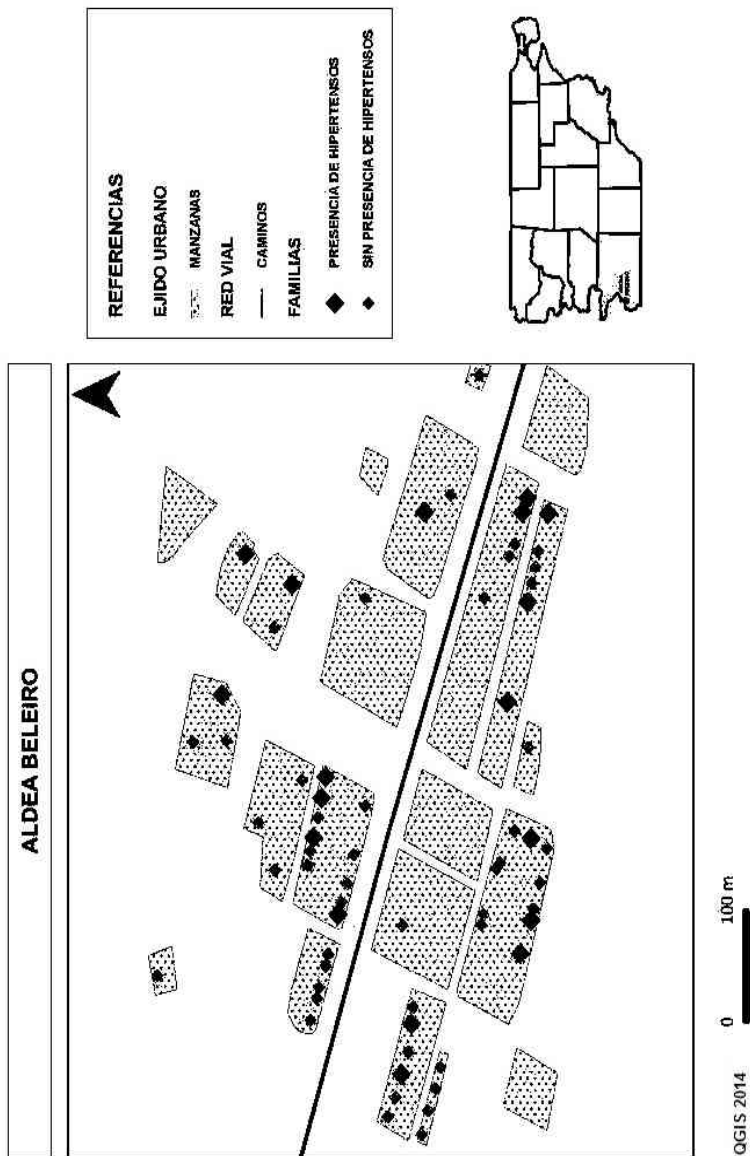 ALDEA BELEIRO
REFERENCIAS
EJIDO URBANO
MANZANAS
RED VIAL
CAMINOS
FAMILIAS
PRESENCIA DE HIPERTENSOS
SIN PRESENCIA DE HIPERTENSOS
0 100 m
QGIS 2014